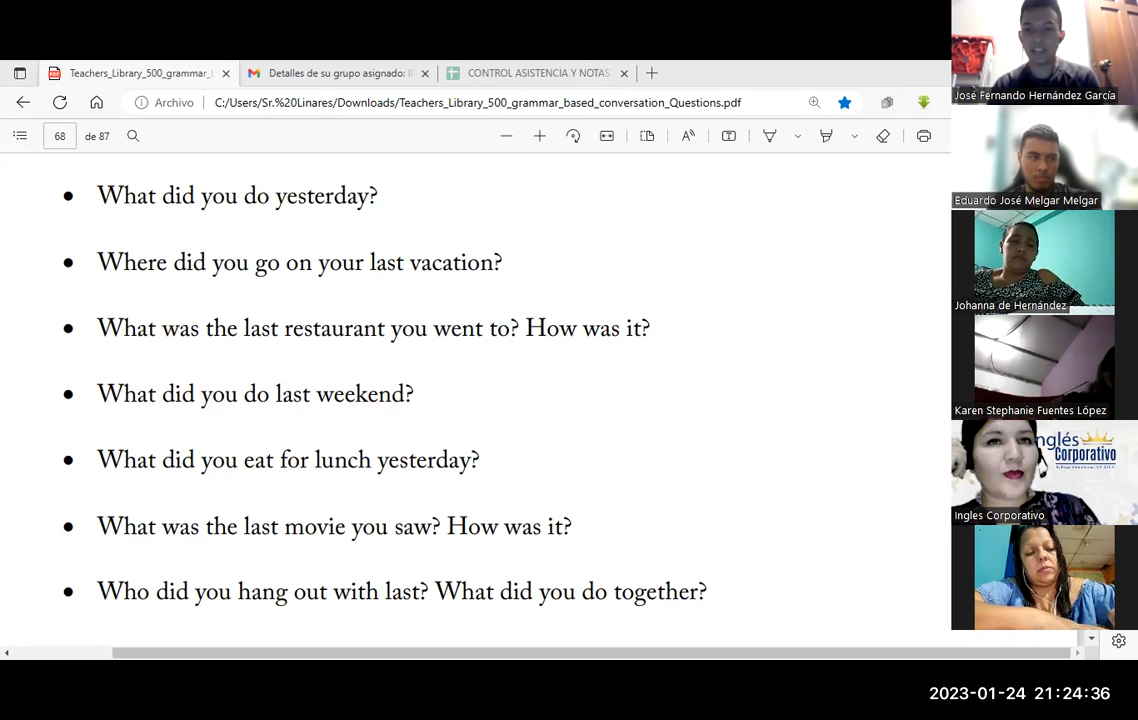 Teachers_Library_500_grammar_
Detalles de su grupo asignado: I
CONTROL ASISTENCIA Y NOTAS
Archivo
C:/Users/Sr.%20Linares/Downloads/Teachers_Library_500_grammar_based_conversation_Questions.pdf
68 de 87
What did you do yesterday?
Where did you go on your last vacation?
What was the last restaurant you went to? How was it?
What did you do last weekend?
What did you eat for lunch yesterday?
What was the last movie you saw? How was it?
Who did you hang out with last? What did you do together?
José Fernando Hernández García
Eduardo José Melgar Melgar
Johanna de Hernández
Karen Stephanie Fuentes López
nglés
Corporativo
Ingles Corporativo
2023-01-24 21:24:36